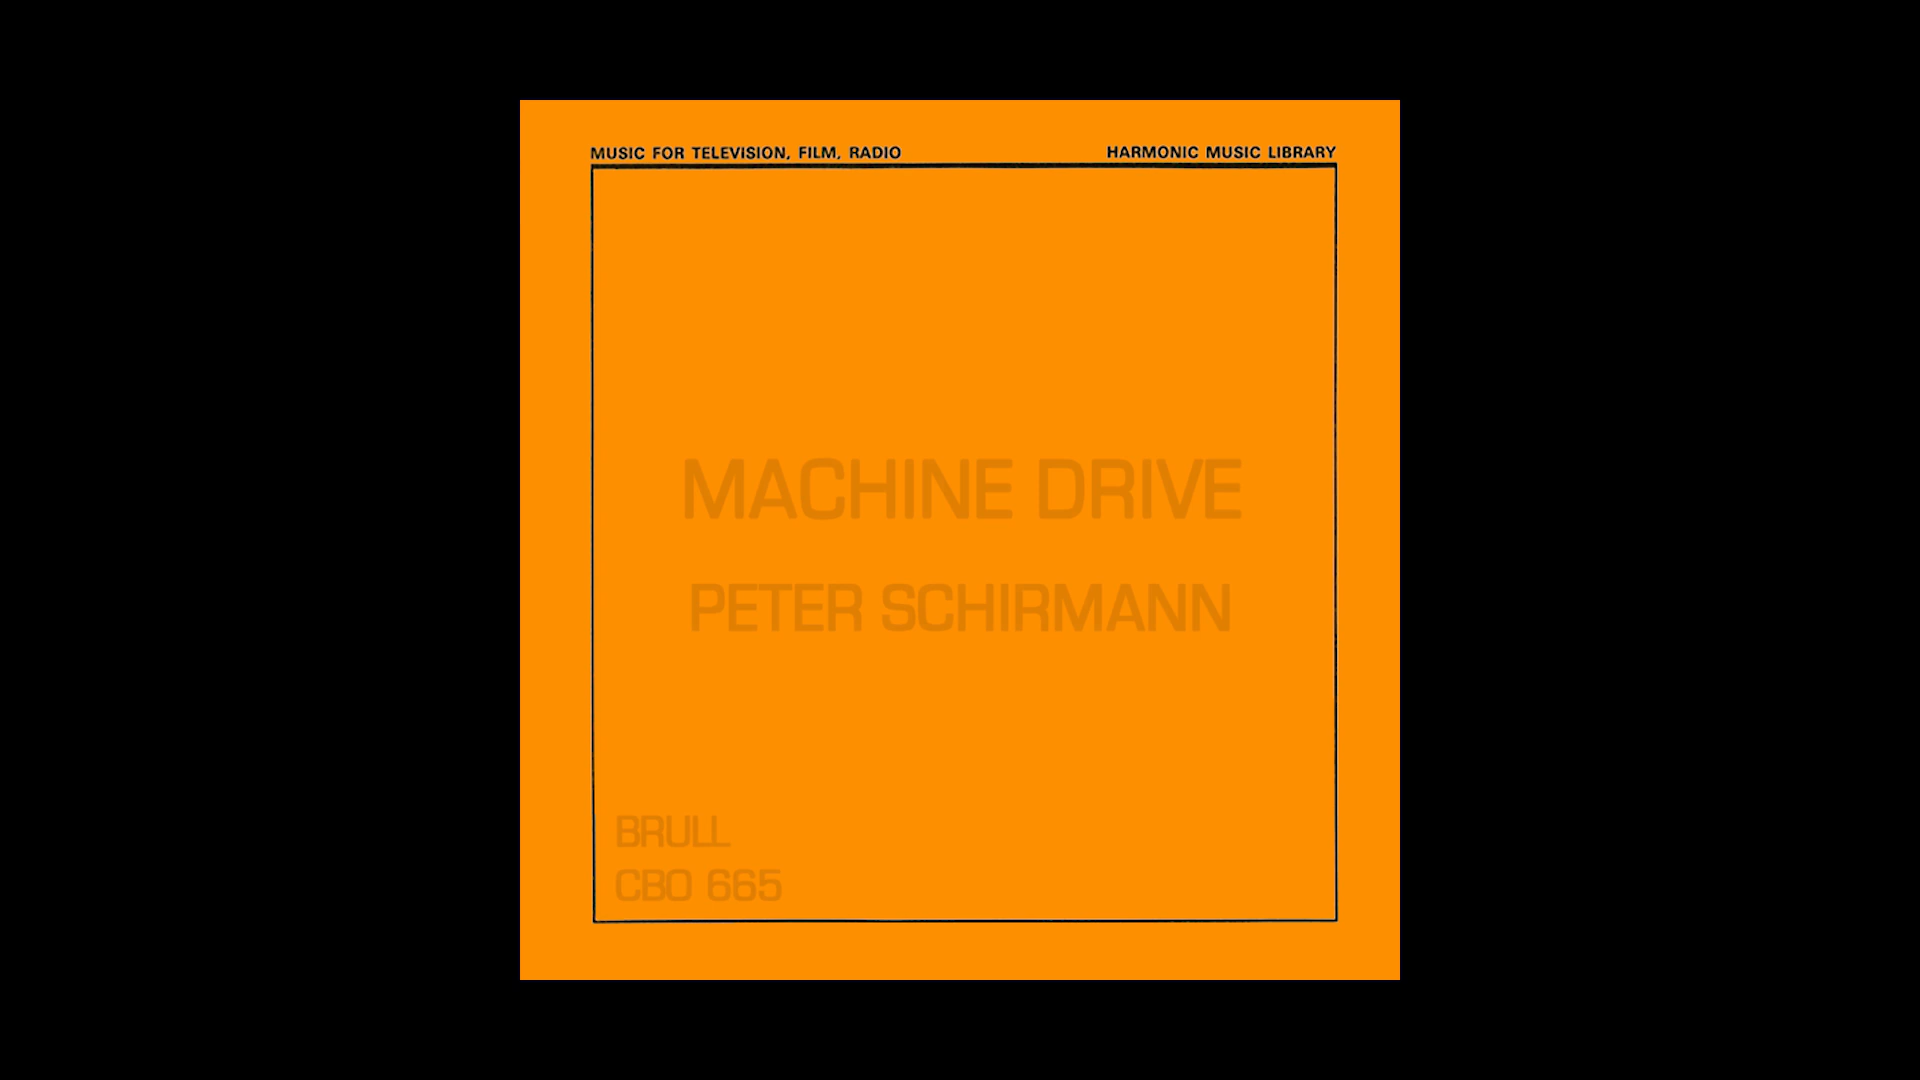 MUSIC FOR TELEVISION, FILM, RADIO
HARMONIC MUSIC LIBRARY
MACHINE DRIVE
PETER SCHIRMANN
BRULL
CBO 665